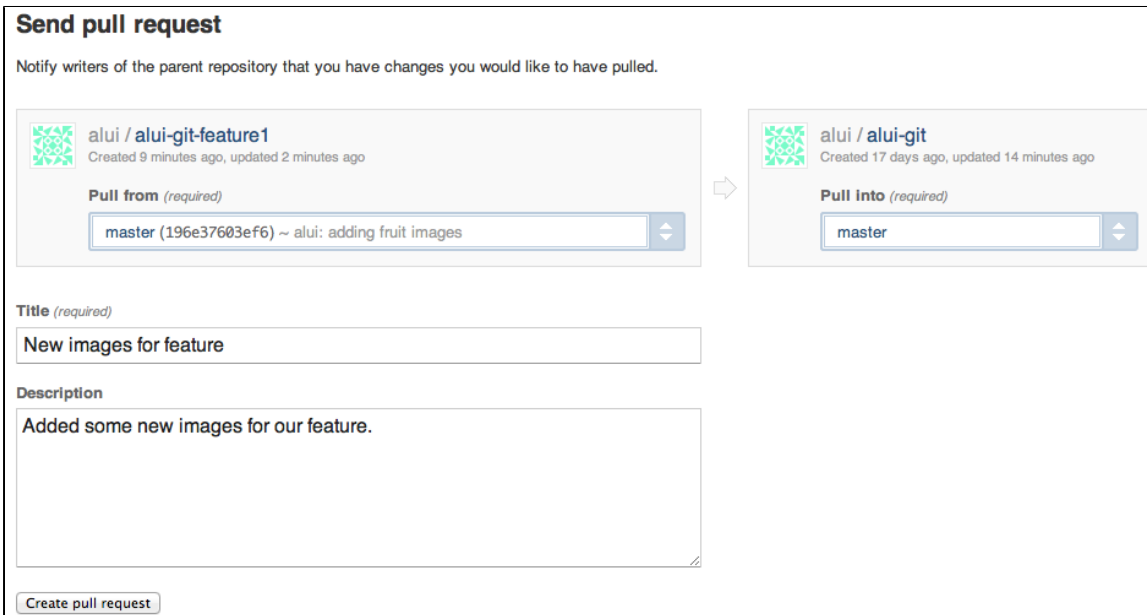 Send pull request
Notify writers of the parent repository that you have changes you would like to have pulled.
alui / alui-git-feature1
Created 9 minutes ago, updated 2 minutes ago
Pull from (required)
master (196e37603ef6) ~ alui: adding fruit images
alui / alui-git
Created 17 days ago, updated 14 minutes ago
Pull into (required)
master
Title (required)
New images for feature
Description
Added some new images for our feature.
Create pull request